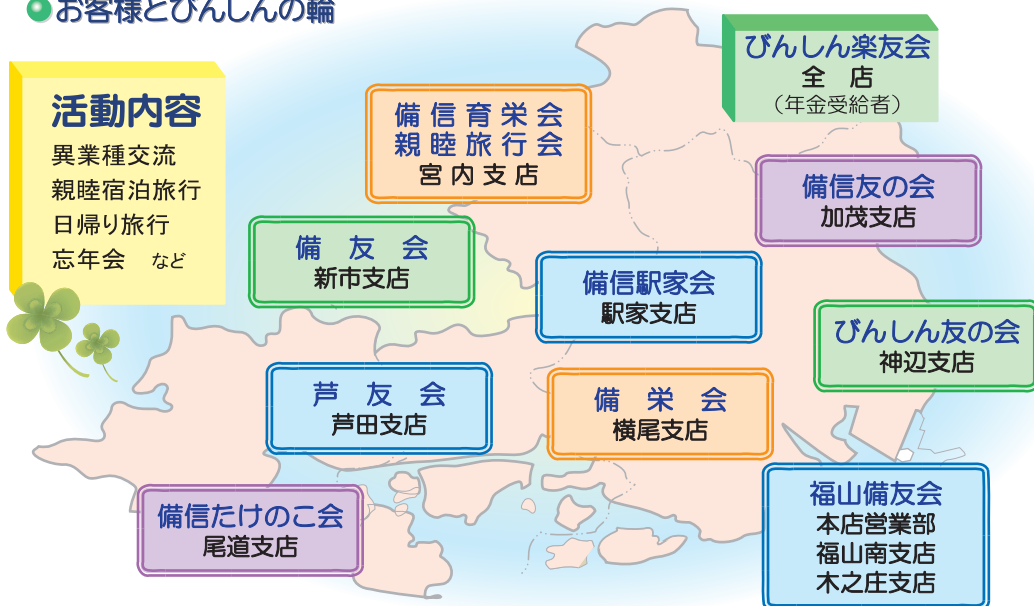 お客様とびんしんの輪
活動内容
異業種交流
親睦宿泊旅行
日帰り旅行
忘年会 など
びんしん楽友会
全 店
(年金受給者)
備信育栄会
親睦旅行会
宮内支店
備信友の会
加茂支店
備 友 会
新市支店
備信駅家会
駅家支店
びんしん友の会
神辺支店
芦 友 会
芦田支店
備 栄 会
横尾支店
備信たけのこ会
尾道支店
福山備友会
本店営業部
福山南支店
木之庄支店